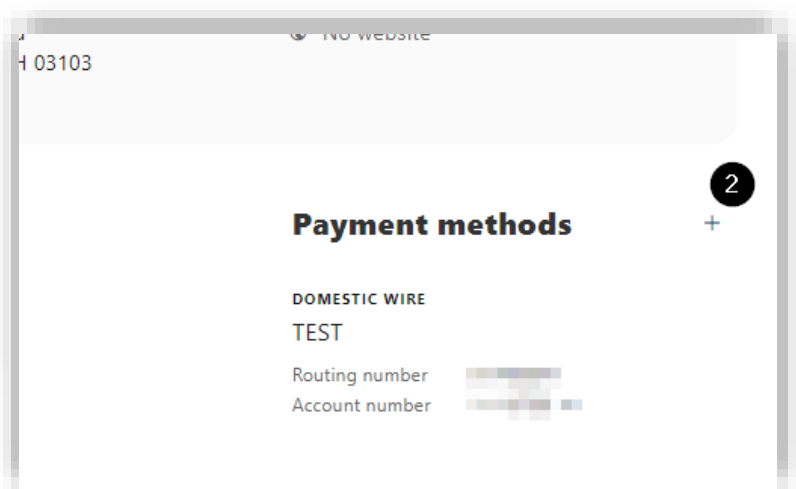 No website
H 03103
2
Payment methods
+
DOMESTIC WIRE
TEST
Routing number
Account number